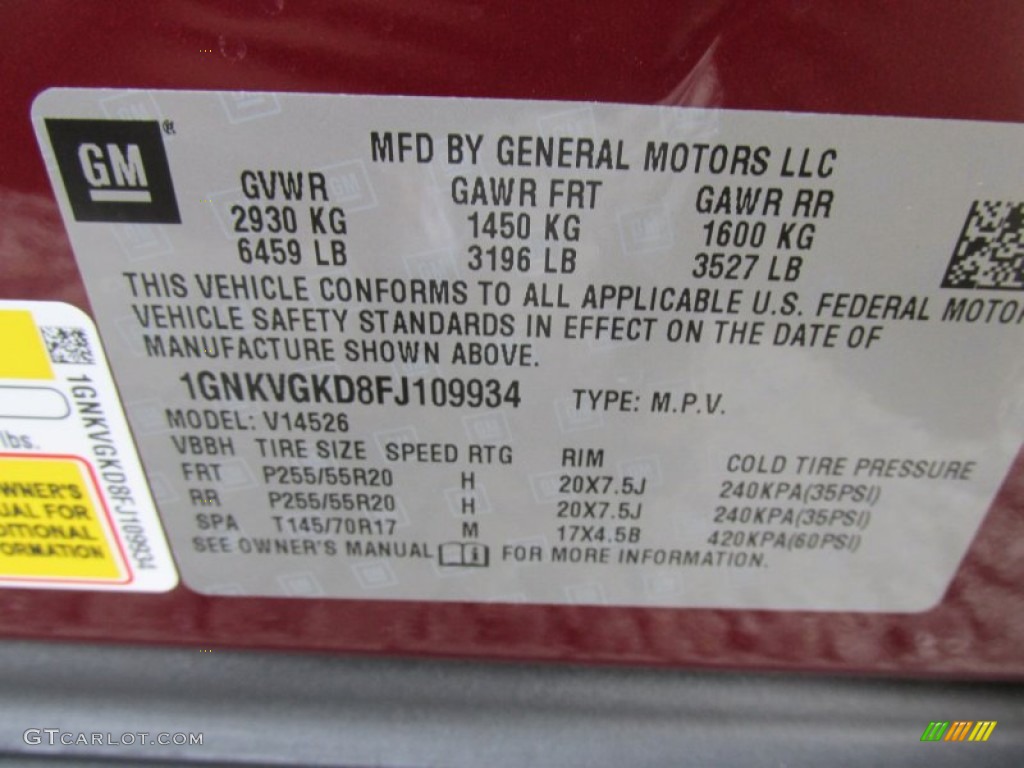 GM®
MFD BY GENERAL MOTORS LLC
GVWR GAWR FRT GAWR RR
2930 KG 1450 KG 1600 KG
6459 LB 3196 LB 3527 LB
THIS VEHICLE CONFORMS TO ALL APPLICABLE U.S. FEDERAL MOTOR
VEHICLE SAFETY STANDARDS IN EFFECT ON THE DATE OF
MANUFACTURE SHOWN ABOVE.
1GNKVGKD8FJ109934 TYPE: M.P.V.
MODEL: V14526
VBBH TIRE SIZE SPEED RTG RIM COLD TIRE PRESSURE
FRT P255/55R20 H 20X7.5J 240KPA(35PSI)
RR P255/55R20 H 20X7.5J 240KPA(35PSI)
SPA T145/70R17 M 17X4.5B 420KPA(60PSI)
SEE OWNER'S MANUAL FOR MORE INFORMATION.
1GNKVGKD8FJ109934
lbs.
WNER'S
UAL FOR
DITIONAL
FORMATION
GTCARLOT.COM